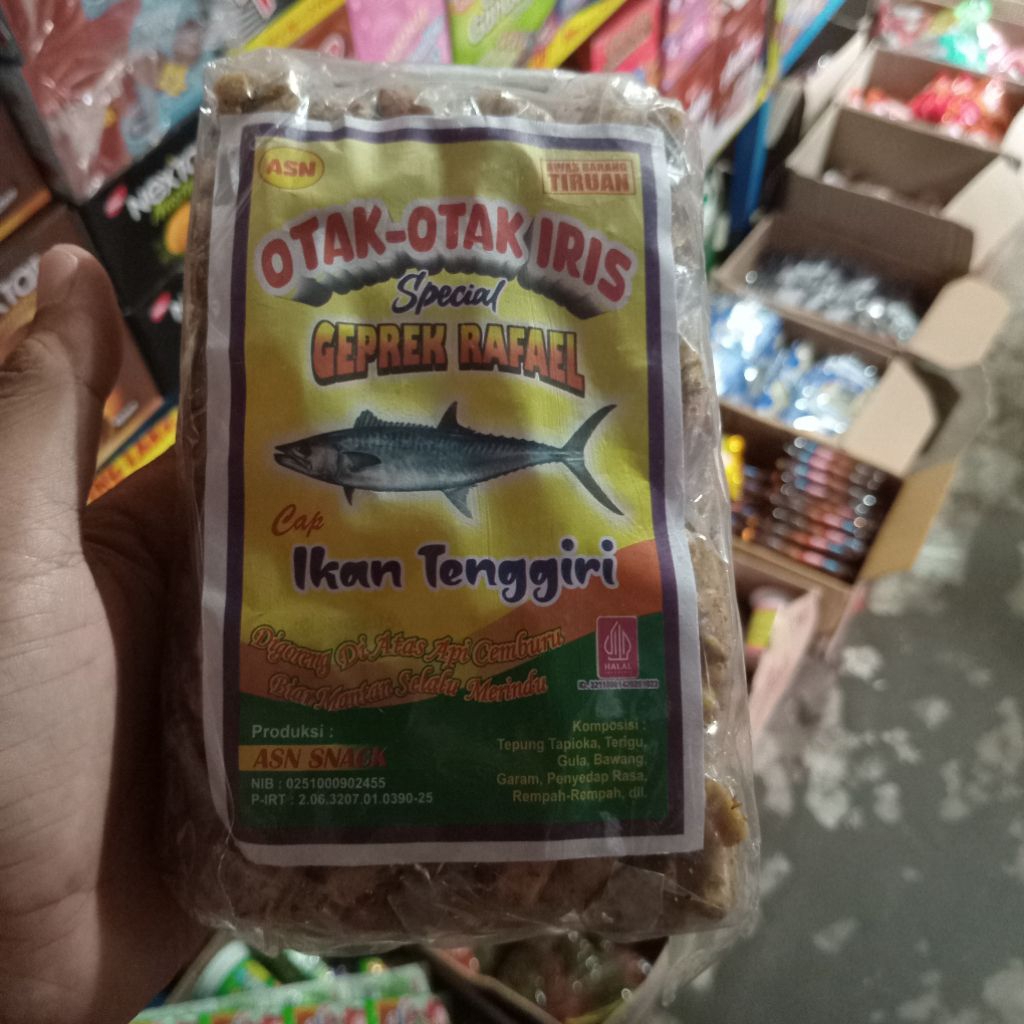 ASN
AWAS BARANG
TIRUAN
OTAK-OTAK IRIS
Special
GEPREK RAFAEL
Cap
Ikan Tenggiri
Digoreng Di Atas Api Cemburu
Biar Mantan Selalu Merindu
HALAL
Produksi :
ASN SNACK
NIB : 0251000902455
P-IRT : 2.06.3207.01.0390-25
Komposisi :
Tepung Tapioka, Terigu,
Gula, Bawang,
Garam, Penyedap Rasa,
Rempah-Rempah, dll.